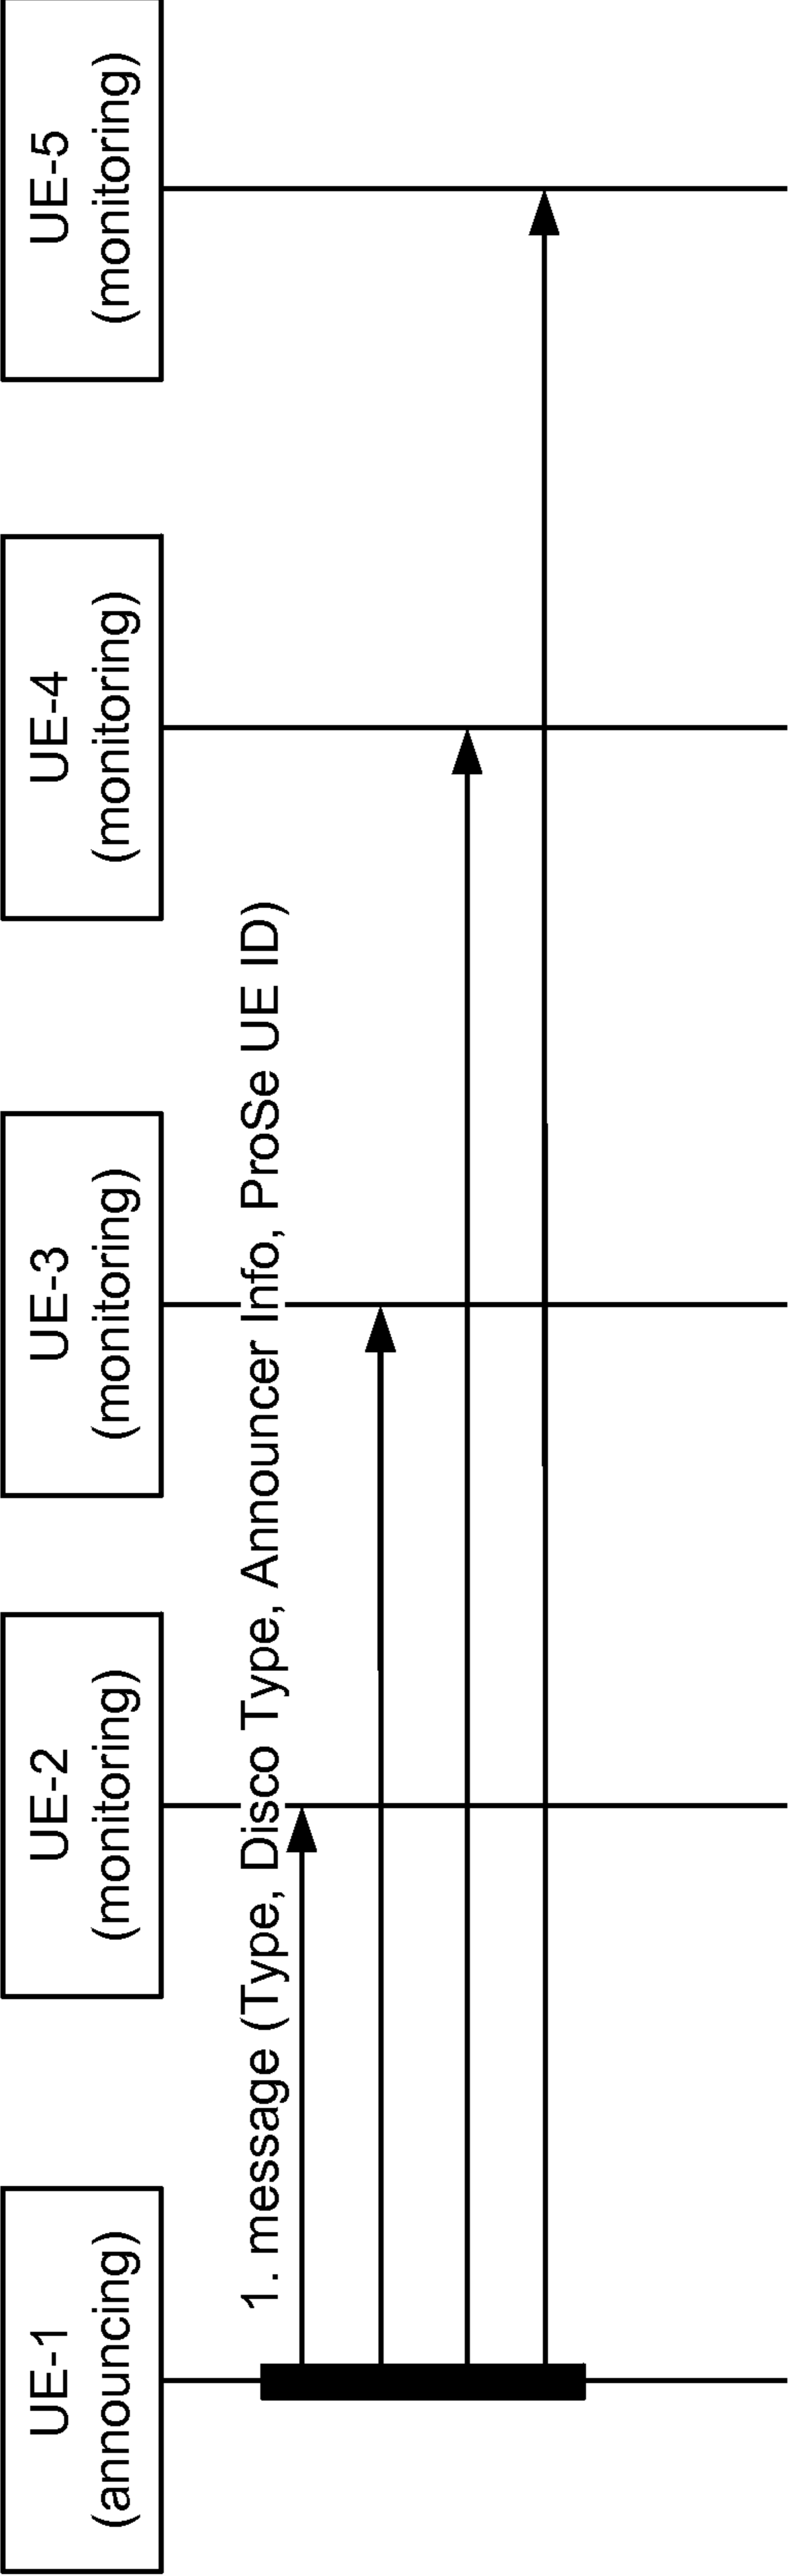 UE-1
(announcing)
UE-2
(monitoring)
UE-3
(monitoring)
UE-4
(monitoring)
UE-5
(monitoring)
1. message (Type, Disco Type, Announcer Info, ProSe UE ID)